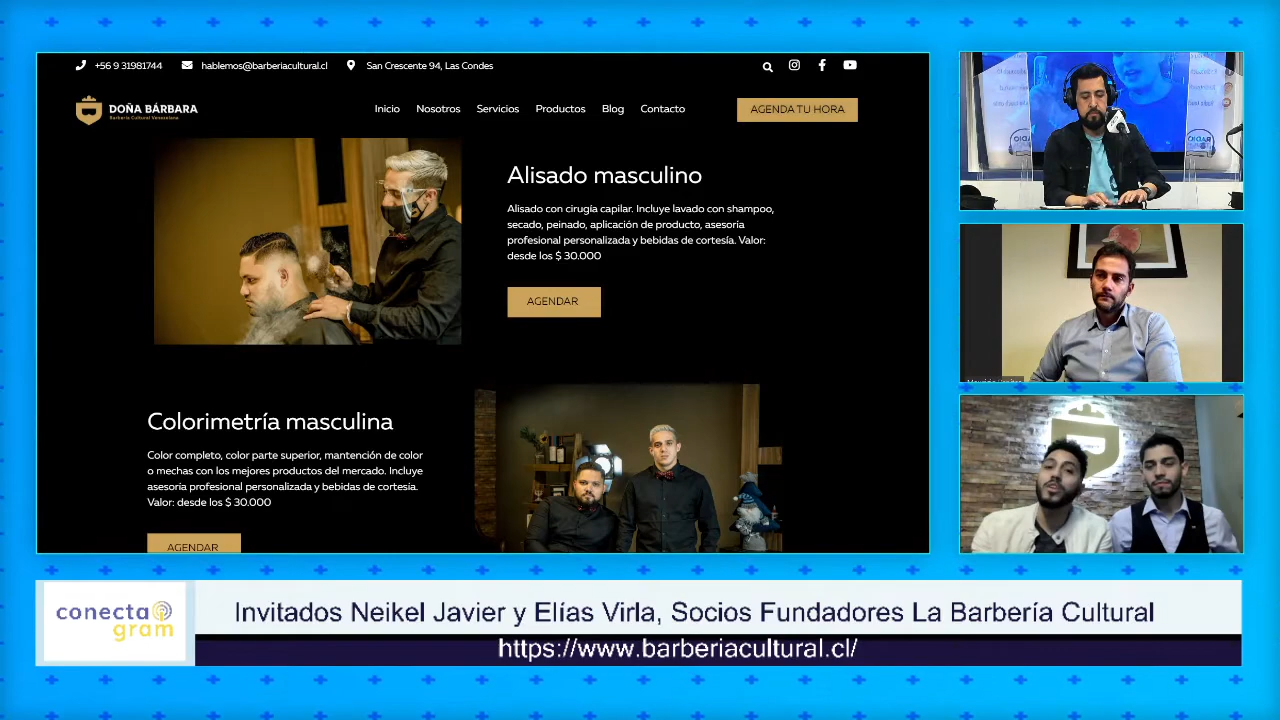 +56 9 31981744
hablemos@barberiacultural.cl
San Crescente 94, Las Condes
DOÑA BÁRBARA
Barbería Cultural Venezolana
Inicio Nosotros Servicios Productos Blog Contacto
AGENDA TU HORA
Alisado masculino
Alisado con cirugía capilar. Incluye lavado con shampoo,
secado, peinado, aplicación de producto, asesoría
profesional personalizada y bebidas de cortesía. Valor:
desde los $ 30.000
AGENDAR
Colorimetría masculina
Color completo, color parte superior, mantención de color
o mechas con los mejores productos del mercado. Incluye
asesoría profesional personalizada y bebidas de cortesía.
Valor: desde los $ 30.000
AGENDAR
conecta
gram
Invitados Neikel Javier y Elías Virla, Socios Fundadores La Barbería Cultural
https://www.barberiacultural.cl/